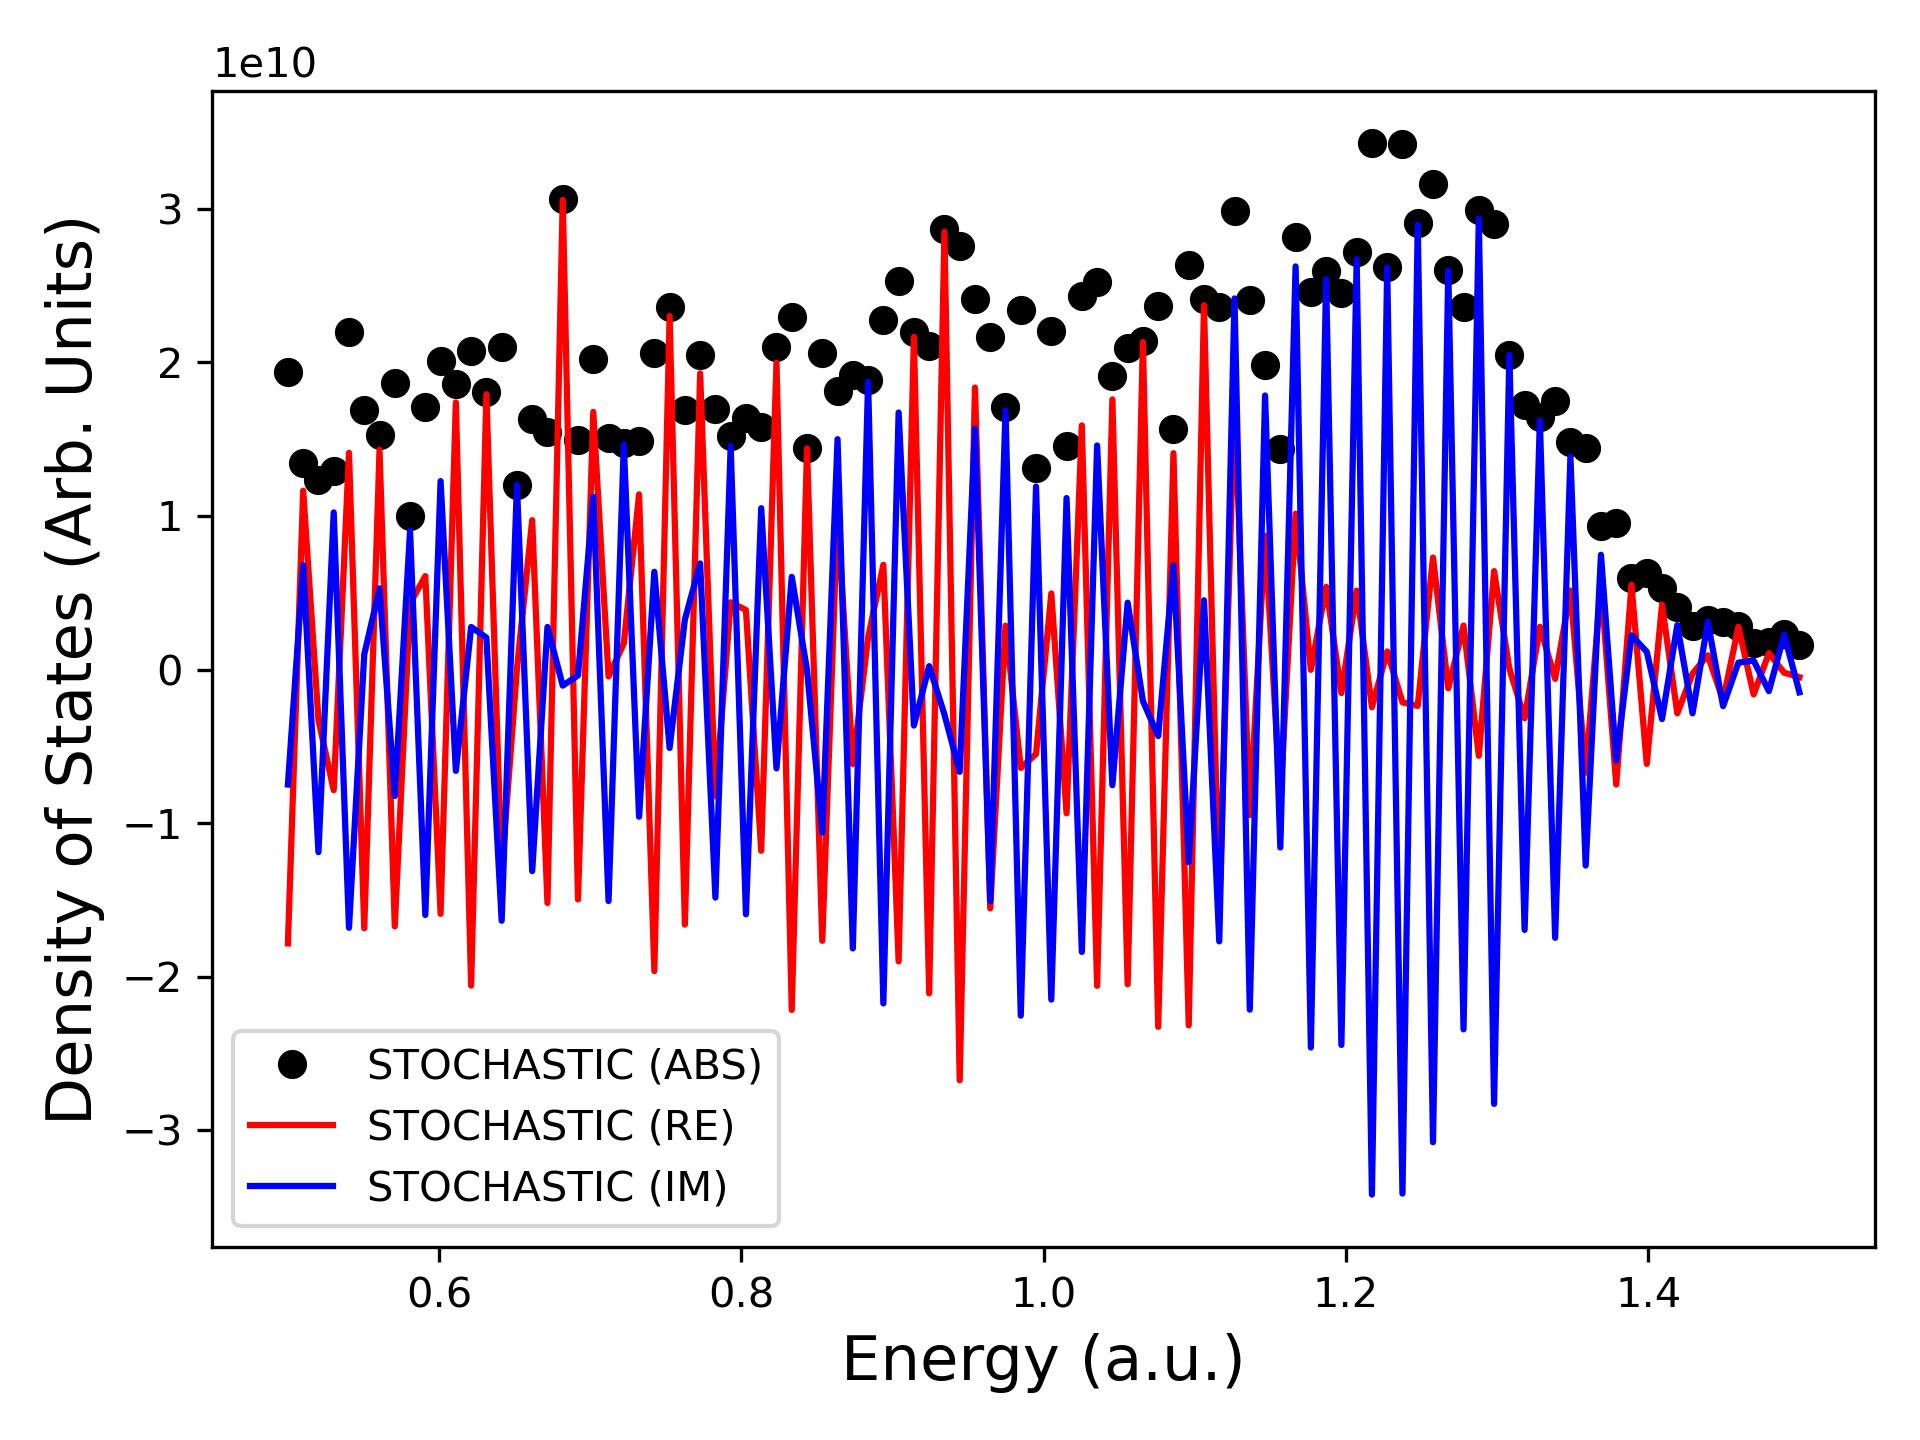 1e10
Density of States (Arb. Units)
3
2
1
0
−1
−2
−3
STOCHASTIC (ABS)
STOCHASTIC (RE)
STOCHASTIC (IM)
0.6 0.8 1.0 1.2 1.4
Energy (a.u.)